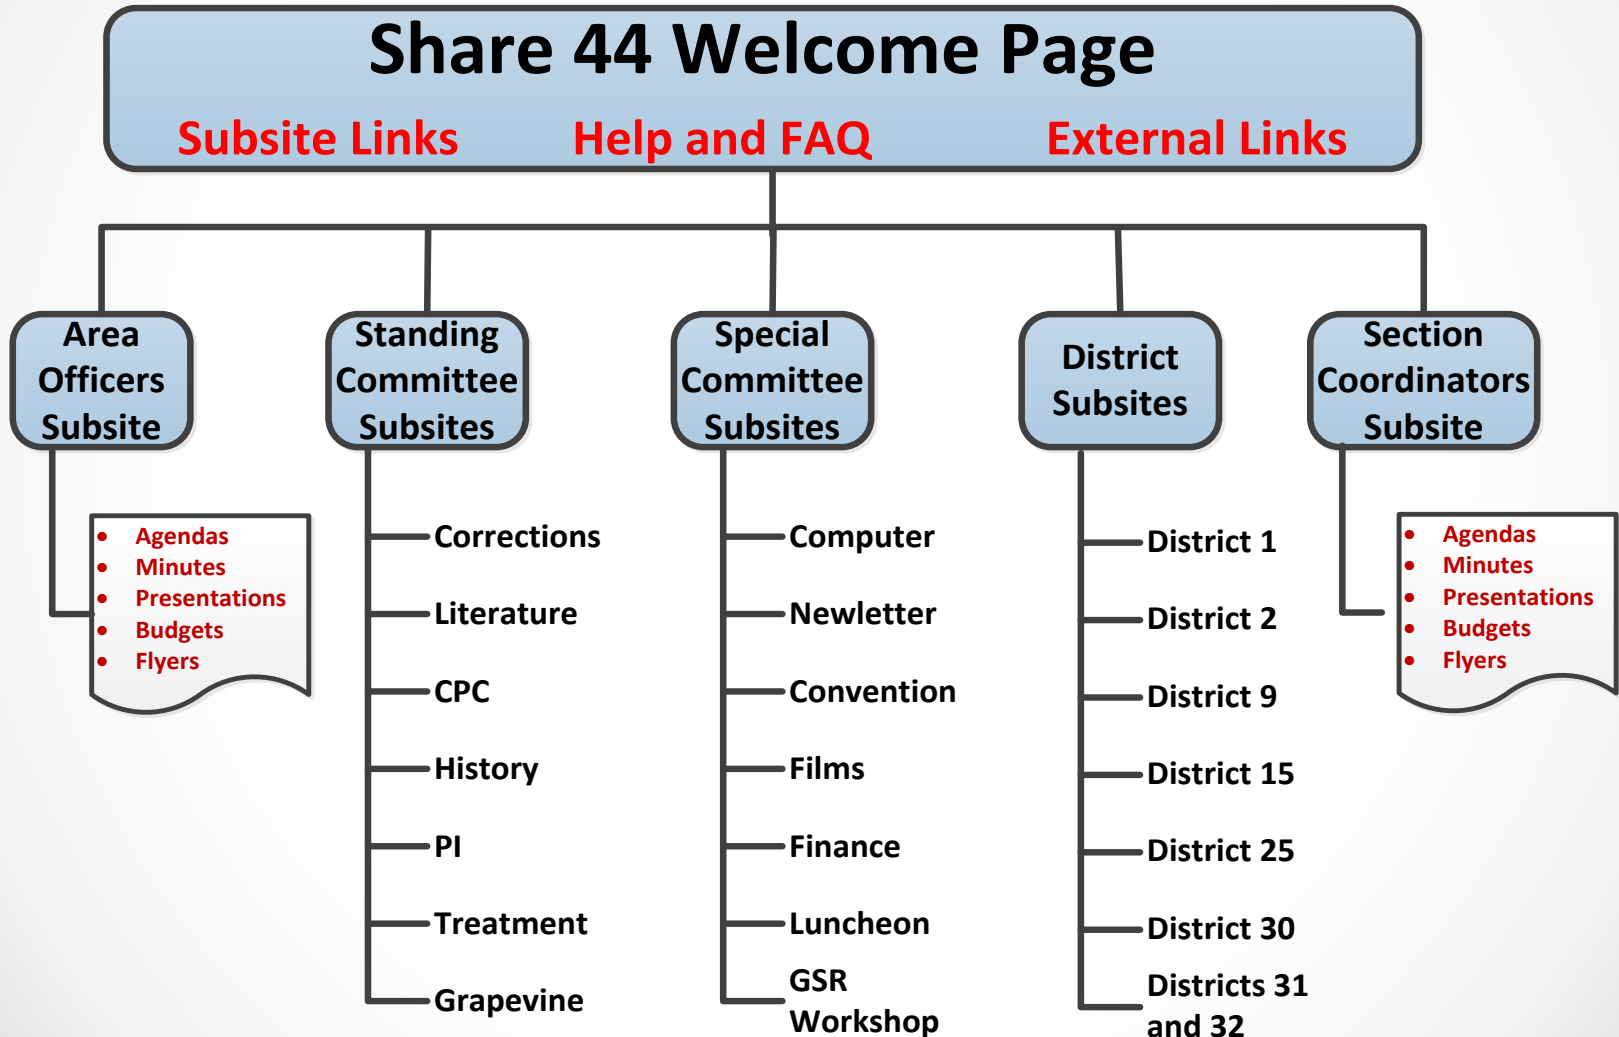 Share 44 Welcome Page
Subsite Links Help and FAQ External Links
Area
Officers
Subsite
Standing
Committee
Subsites
Special
Committee
Subsites
District
Subsites
Section
Coordinators
Subsite
• Agendas
• Minutes
• Presentations
• Budgets
• Flyers
Corrections
Literature
CPC
History
PI
Treatment
Grapevine
Computer
Newletter
Convention
Films
Finance
Luncheon
GSR
Workshop
District 1
District 2
District 9
District 15
District 25
District 30
Districts 31
and 32
• Agendas
• Minutes
• Presentations
• Budgets
• Flyers